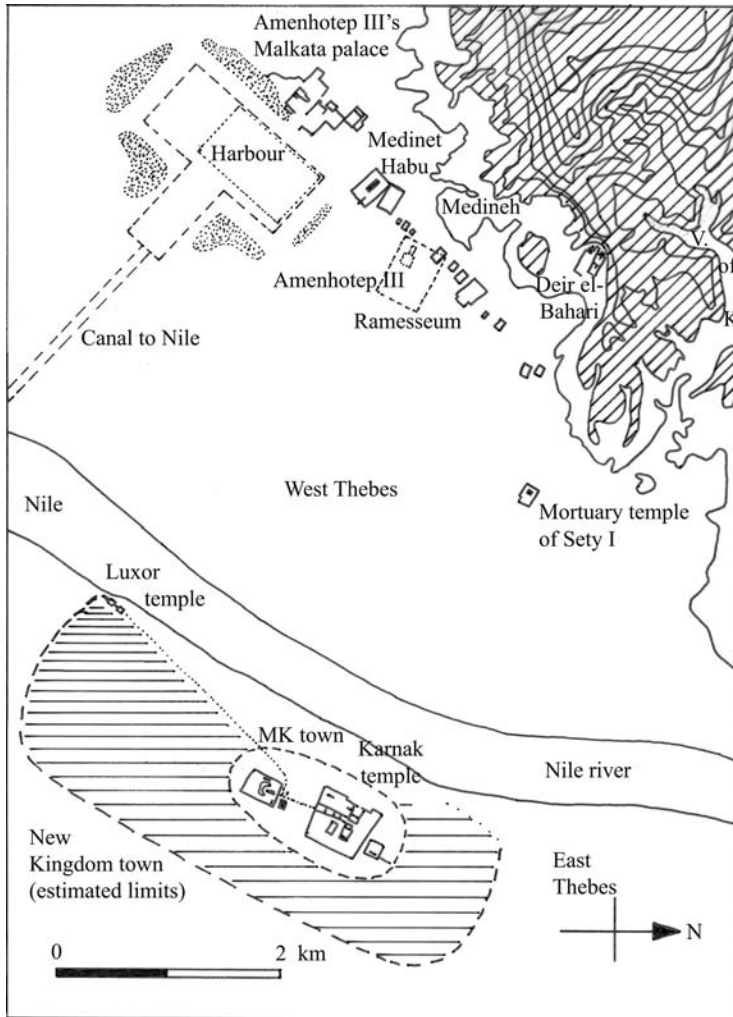 Amenhotep III's
Malkata palace
Harbour
Medinet
Habu
Medineh
V.
of
Deir el-
Bahari
K
Amenhotep III
Ramesseum
Canal to Nile
West Thebes
Nile
Mortuary temple
of Sety I
Luxor
temple
MK town
Karnak
temple
Nile river
New
Kingdom town
(estimated limits)
East
Thebes
N
0 2 km